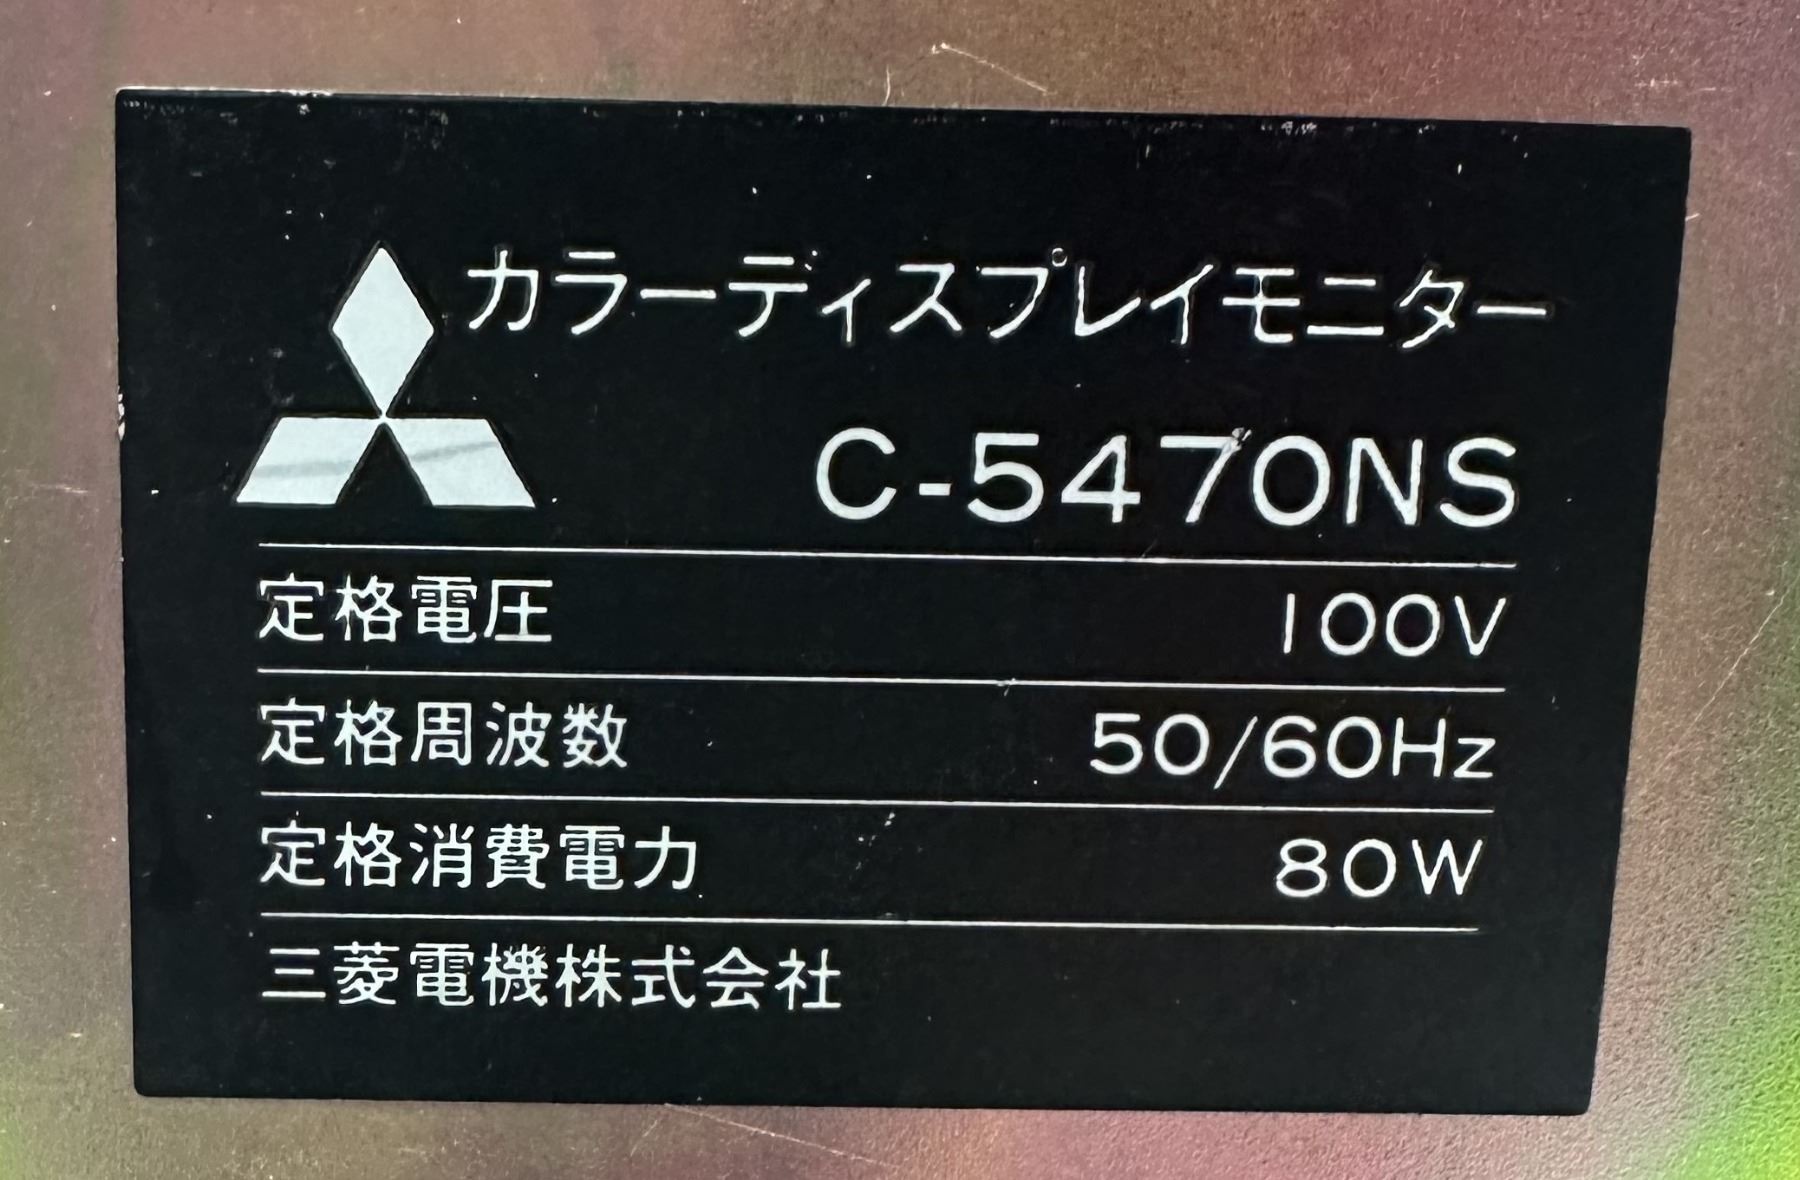 カラーディスプレイモニター
C-5470NS
定格電圧 100V
定格周波数 50/60Hz
定格消費電力 80W
三菱電機株式会社